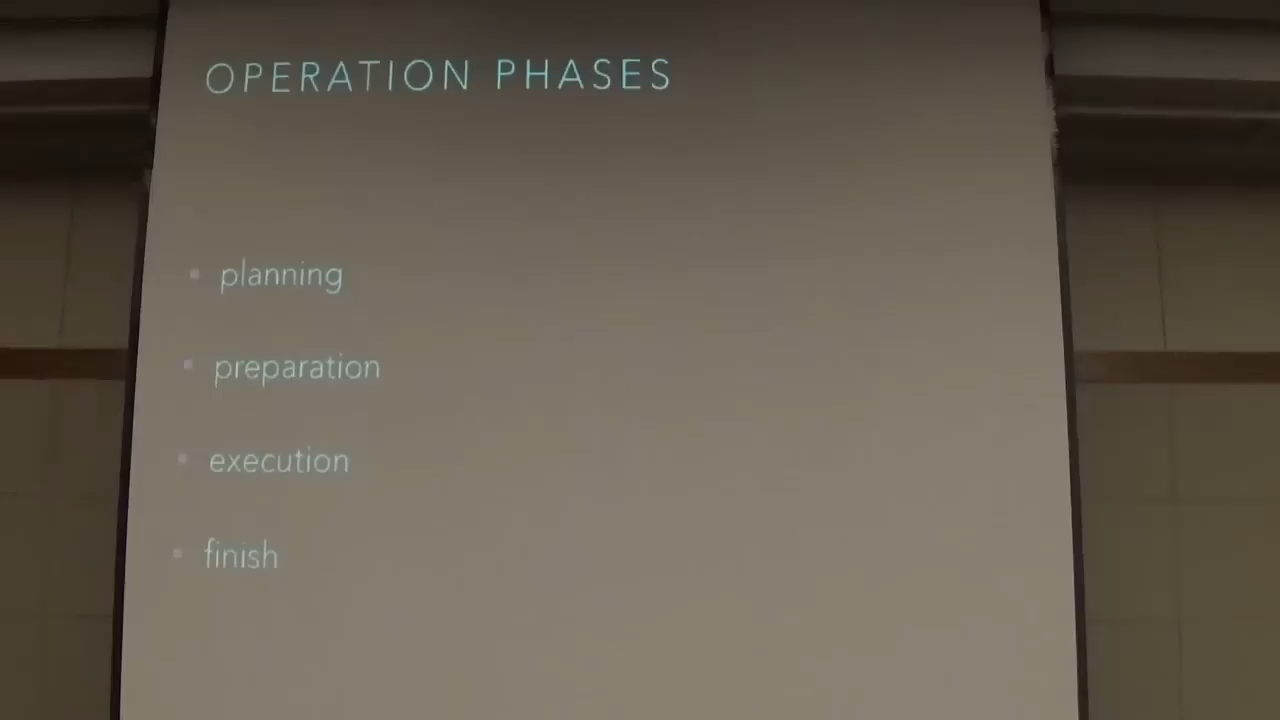 OPERATION PHASES
• planning
• preparation
• execution
• finish